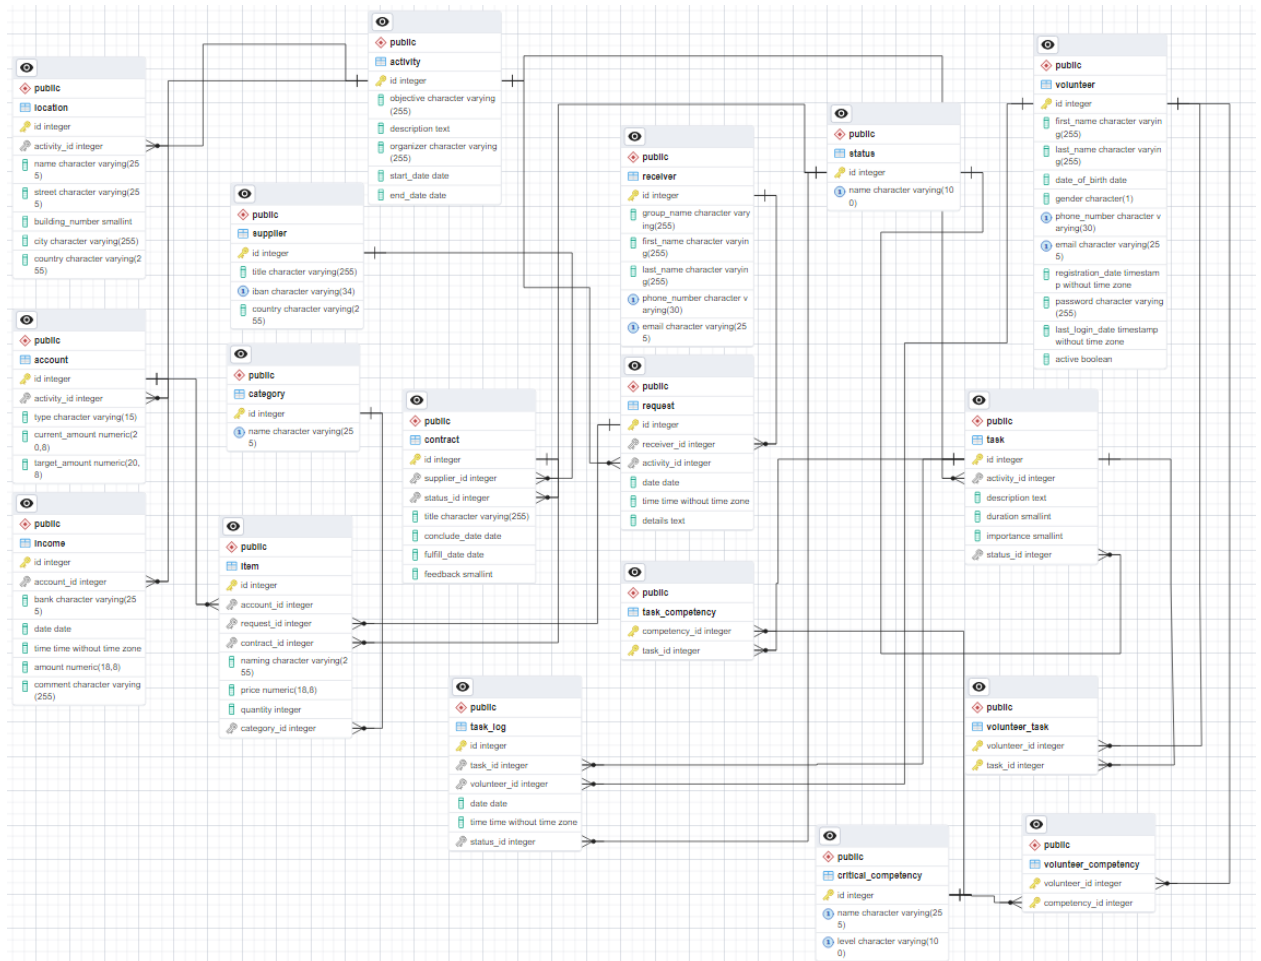 public
activity
id integer
objective character varying
(255)
description text
organizer character varying
(255)
start_date date
end_date date
public
location
id integer
activity_id integer
name character varying(25
5)
street character varying(25
5)
building_number smallint
city character varying(255)
country character varying(2
55)
public
supplier
id integer
title character varying(255)
iban character varying(34)
country character varying(2
55)
public
receiver
id integer
group_name character vary
ing(255)
first_name character varyin
g(255)
last_name character varyin
g(255)
phone_number character v
arying(30)
email character varying(25
5)
public
status
id integer
name character varying(10
0)
public
volunteer
id integer
first_name character varyin
g(255)
last_name character varyin
g(255)
date_of_birth date
gender character(1)
phone_number character v
arying(30)
email character varying(25
5)
registration_date timestam
p without time zone
password character varying
(255)
last_login_date timestamp
without time zone
active boolean
public
account
id integer
activity_id integer
type character varying(15)
current_amount numeric(2
0,8)
target_amount numeric(20,
8)
public
category
id integer
name character varying(25
5)
public
contract
id integer
supplier_id integer
status_id integer
title character varying(255)
conclude_date date
fulfill_date date
feedback smallint
public
request
id integer
receiver_id integer
activity_id integer
date date
time time without time zone
details text
public
task
id integer
activity_id integer
description text
duration smallint
importance smallint
status_id integer
public
income
id integer
account_id integer
bank character varying(25
5)
date date
time time without time zone
amount numeric(18,8)
comment character varying
(255)
public
item
id integer
account_id integer
request_id integer
contract_id integer
naming character varying(2
55)
price numeric(18,8)
quantity integer
category_id integer
public
task_competency
competency_id integer
task_id integer
public
task_log
id integer
task_id integer
volunteer_id integer
date date
time time without time zone
status_id integer
public
volunteer_task
volunteer_id integer
task_id integer
public
critical_competency
id integer
name character varying(25
5)
level character varying(10
0)
public
volunteer_competency
volunteer_id integer
competency_id integer